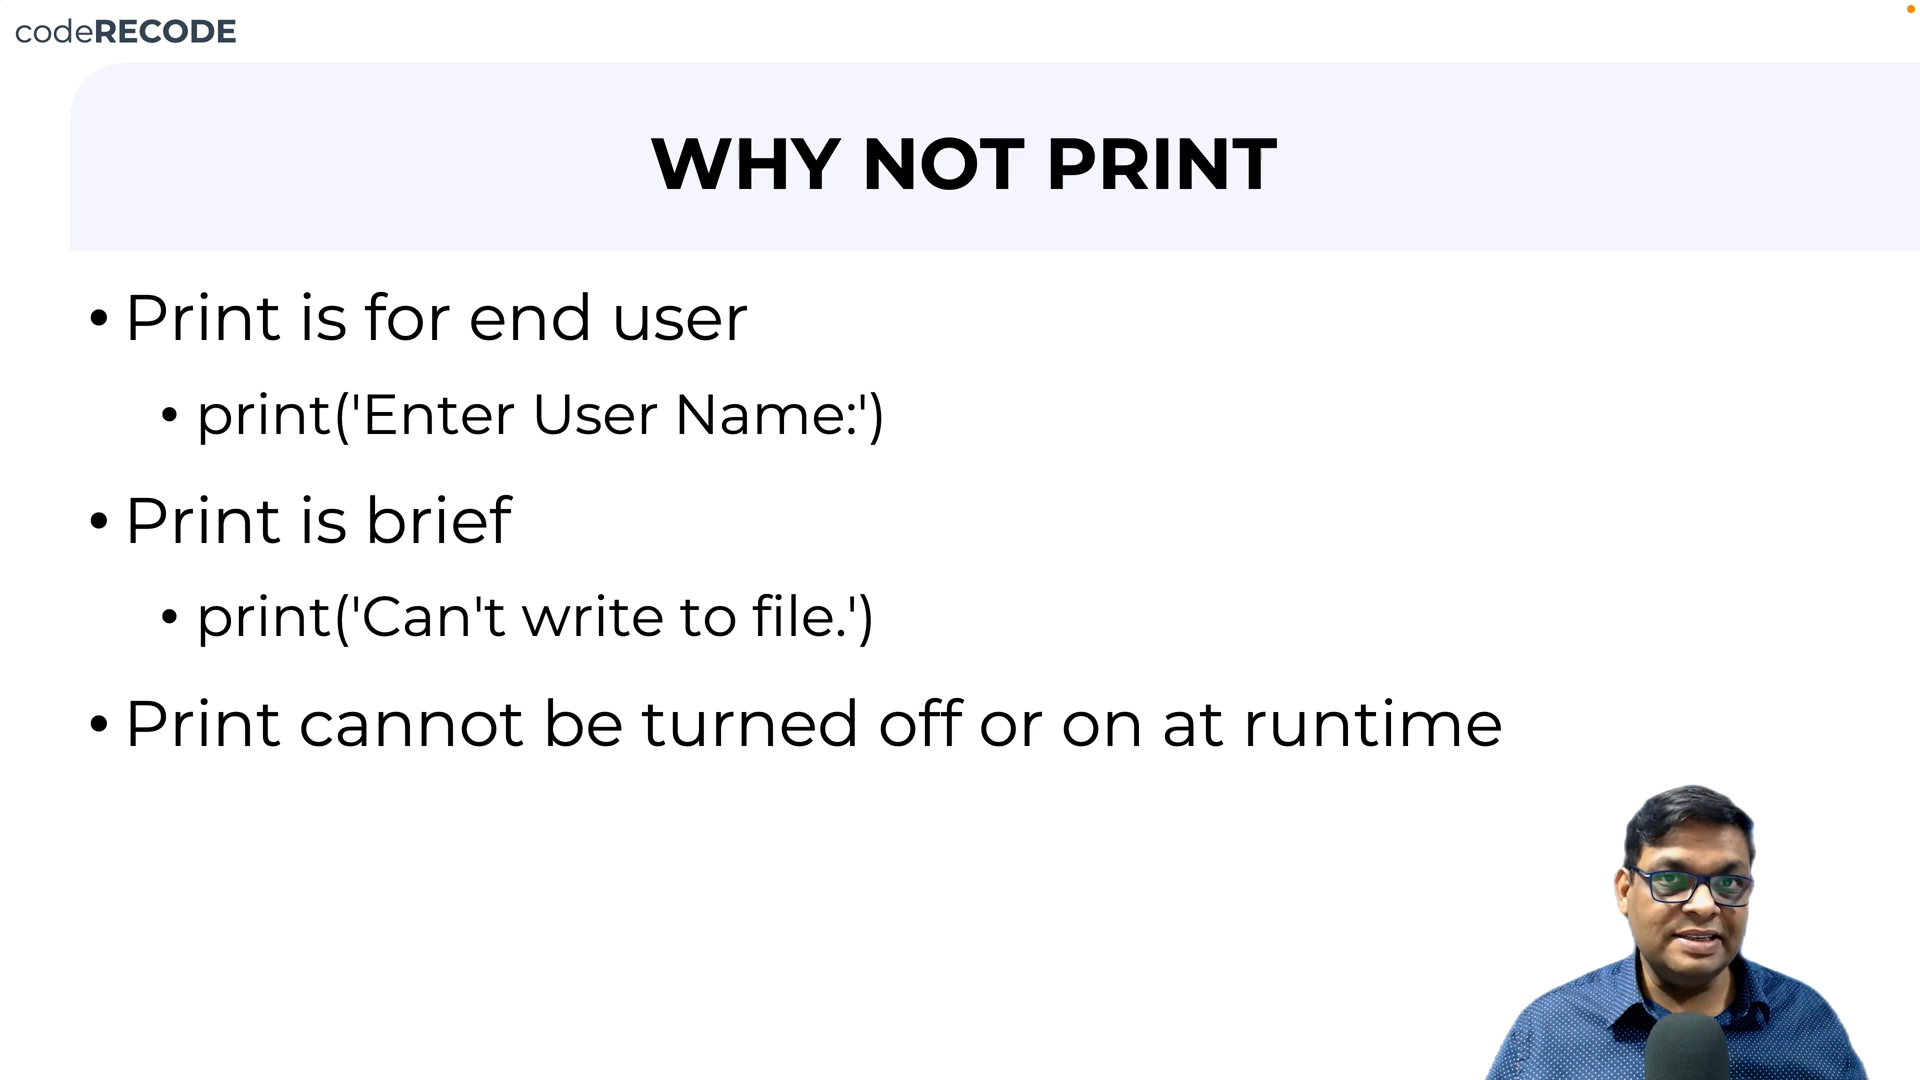 codeRECODE
WHY NOT PRINT
• Print is for end user
• print('Enter User Name:')
• Print is brief
• print('Can't write to file.')
• Print cannot be turned off or on at runtime